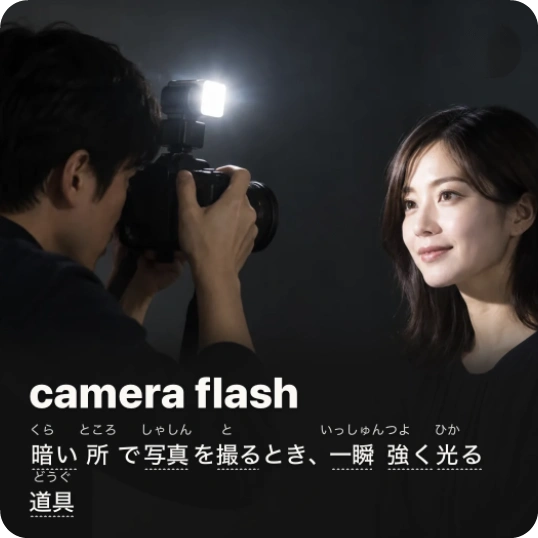 camera flash
くら ところ しゃしん と いっしゅんつよ ひか
暗い所で写真を撮るとき、一瞬強く光る
どうぐ
道具